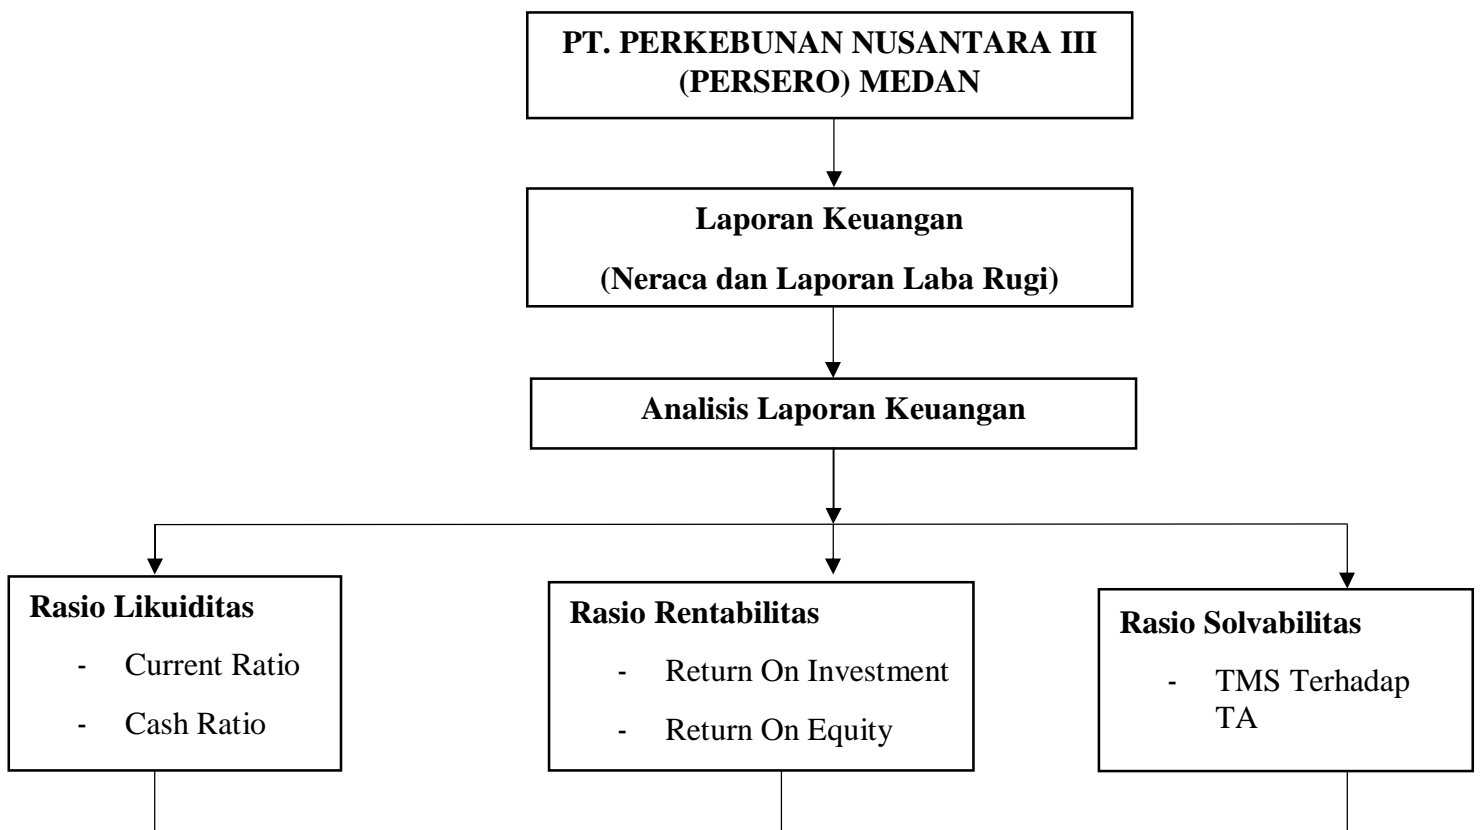 PT. PERKEBUNAN NUSANTARA III
(PERSERO) MEDAN
Laporan Keuangan
(Neraca dan Laporan Laba Rugi)
Analisis Laporan Keuangan
Rasio Likuiditas
- Current Ratio
- Cash Ratio
Rasio Rentabilitas
- Return On Investment
- Return On Equity
Rasio Solvabilitas
- TMS Terhadap
TA